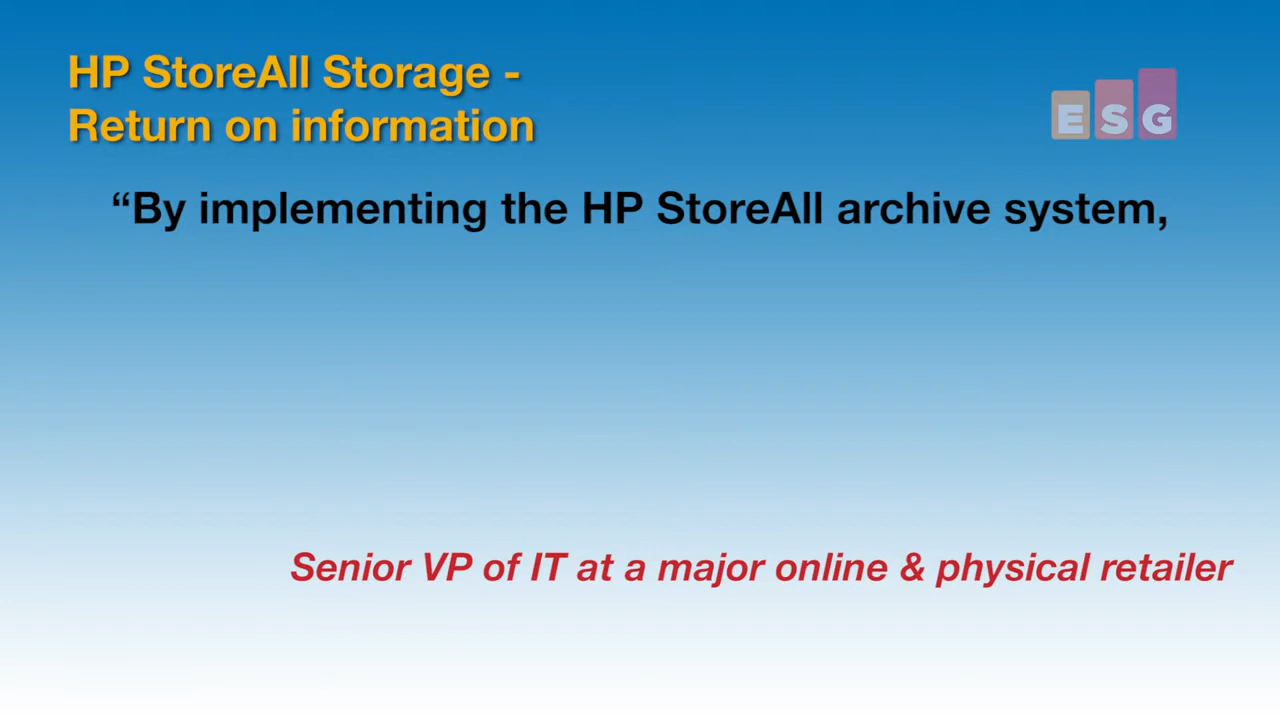 HP StoreAll Storage -
Return on information
ESG
“By implementing the HP StoreAll archive system,
Senior VP of IT at a major online & physical retailer